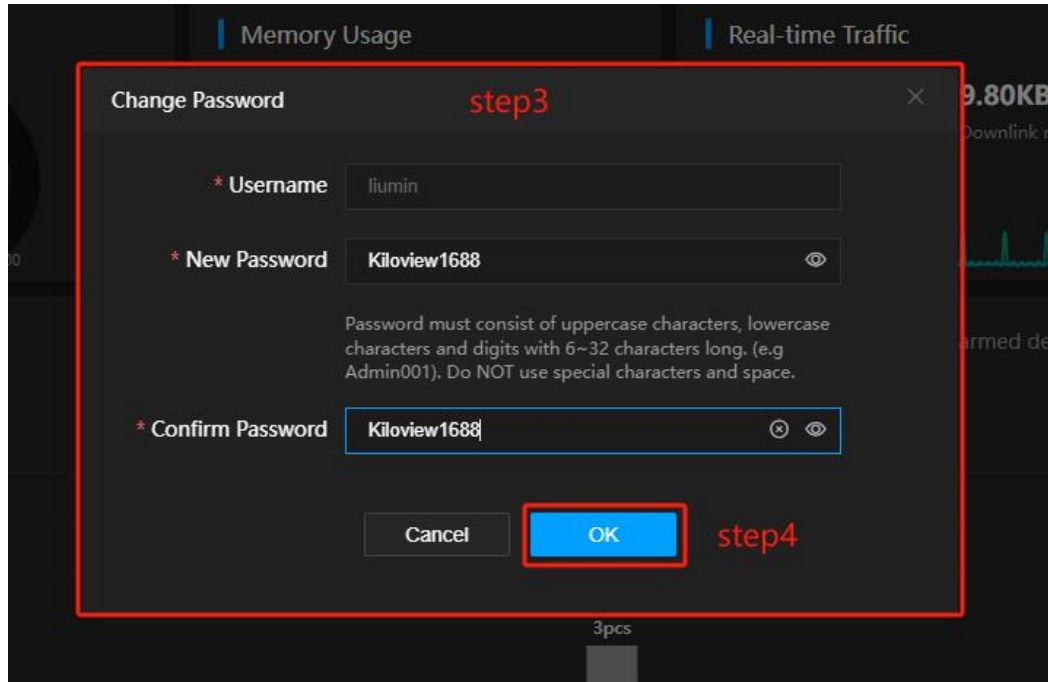 Memory Usage
Real-time Traffic
Change Password
step3
9.80KB
Downlink
* Username
liumin
00
* New Password
Kiloview1688
Password must consist of uppercase characters, lowercase
characters and digits with 6~32 characters long. (e.g
Admin001). Do NOT use special characters and space.
armed de
* Confirm Password
Kiloview1688
Cancel
OK
step4
3pcs